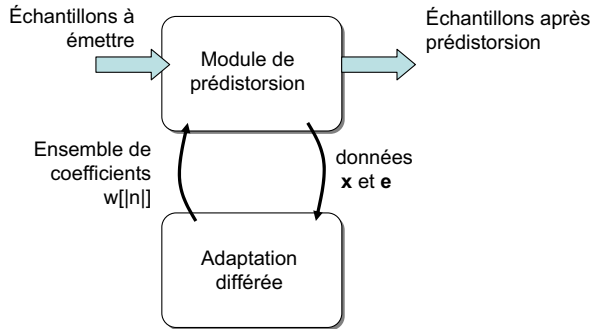 Échantillons à
émettre
Module de
prédistorsion
Échantillons après
prédistorsion
Ensemble de
coefficients
w[|n|]
données
x et e
Adaptation
différée